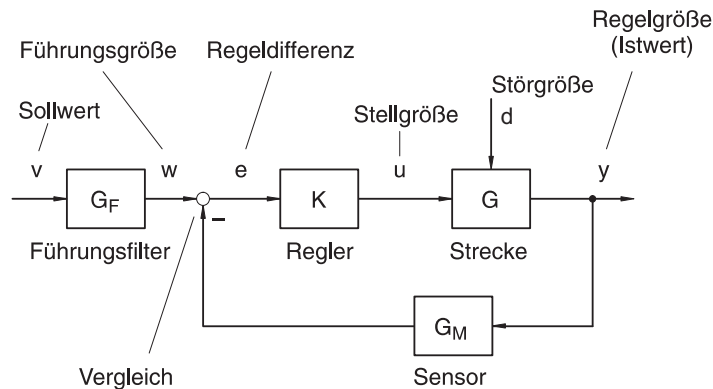 Regelgröße
(Istwert)
Führungsgröße
Regeldifferenz
Störgröße
Sollwert
Stellgröße
d
v
w
e
u
y
G_F
K
G
–
Führungsfilter
Regler
Strecke
G_M
Vergleich
Sensor